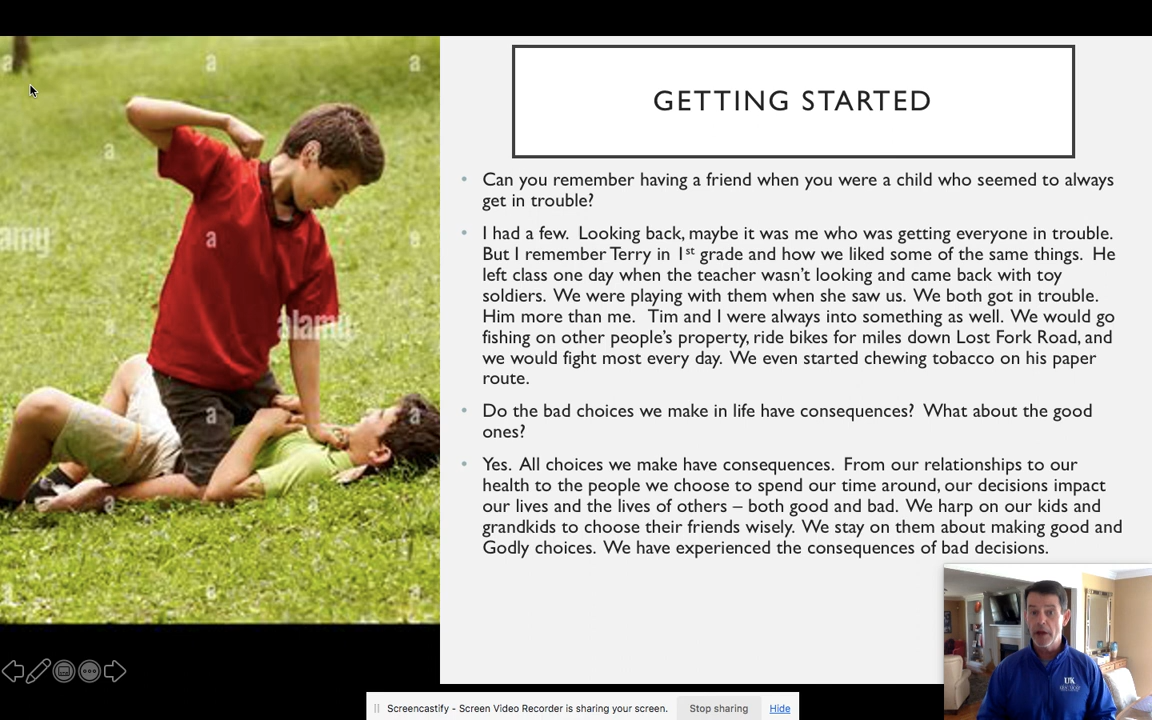 GETTING STARTED
• Can you remember having a friend when you were a child who seemed to always
get in trouble?
• I had a few.  Looking back, maybe it was me who was getting everyone in trouble.
But I remember Terry in 1st grade and how we liked some of the same things.  He
left class one day when the teacher wasn’t looking and came back with toy
soldiers. We were playing with them when she saw us. We both got in trouble.
Him more than me.   Tim and I were always into something as well. We would go
fishing on other people’s property, ride bikes for miles down Lost Fork Road, and
we would fight most every day. We even started chewing tobacco on his paper
route.
• Do the bad choices we make in life have consequences?  What about the good
ones?
• Yes.  All choices we make have consequences.  From our relationships to our
health to the people we choose to spend our time around, our decisions impact
our lives and the lives of others – both good and bad. We harp on our kids and
grandkids to choose their friends wisely. We stay on them about making good and
Godly choices. We have experienced the consequences of bad decisions.
a
a
a
a
alamy
a
a
alamy
a
a
a
a
a
UK
Screencastify - Screen Video Recorder is sharing your screen.
Stop sharing
Hide